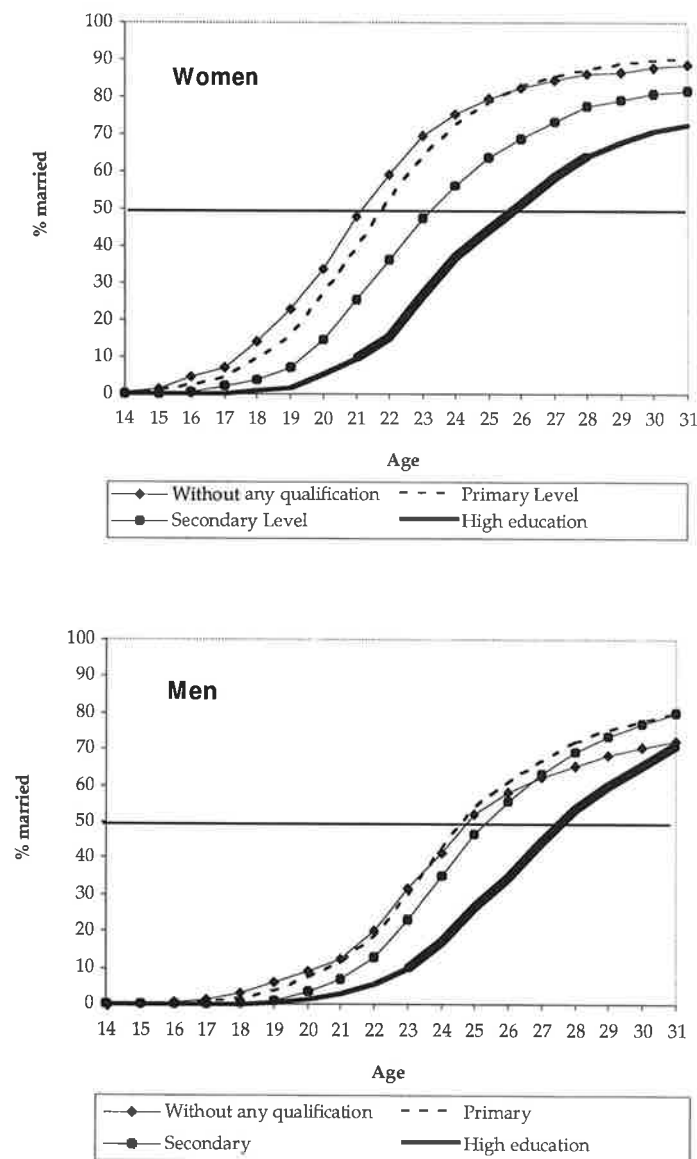 Women
% married
100
90
80
70
60
50
40
30
20
10
0
14 15 16 17 18 19 20 21 22 23 24 25 26 27 28 29 30 31
Age
Without any qualification Primary Level
Secondary Level High education
Men
% married
100
90
80
70
60
50
40
30
20
10
0
14 15 16 17 18 19 20 21 22 23 24 25 26 27 28 29 30 31
Age
Without any qualification Primary
Secondary High education